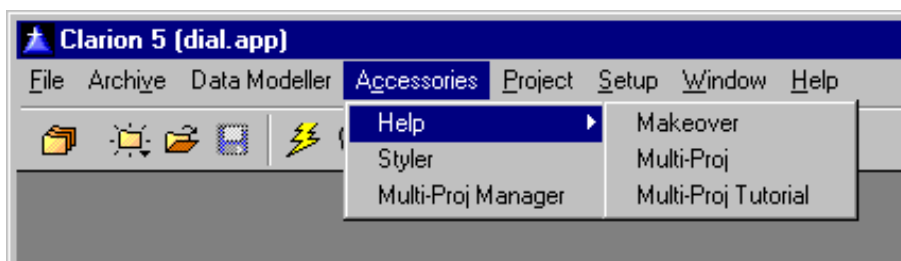 Clarion 5 (dial.app)
File Archive Data Modeller Accessories Project Setup Window Help
Help Makeover
Styler Multi-Proj
Multi-Proj Manager Multi-Proj Tutorial